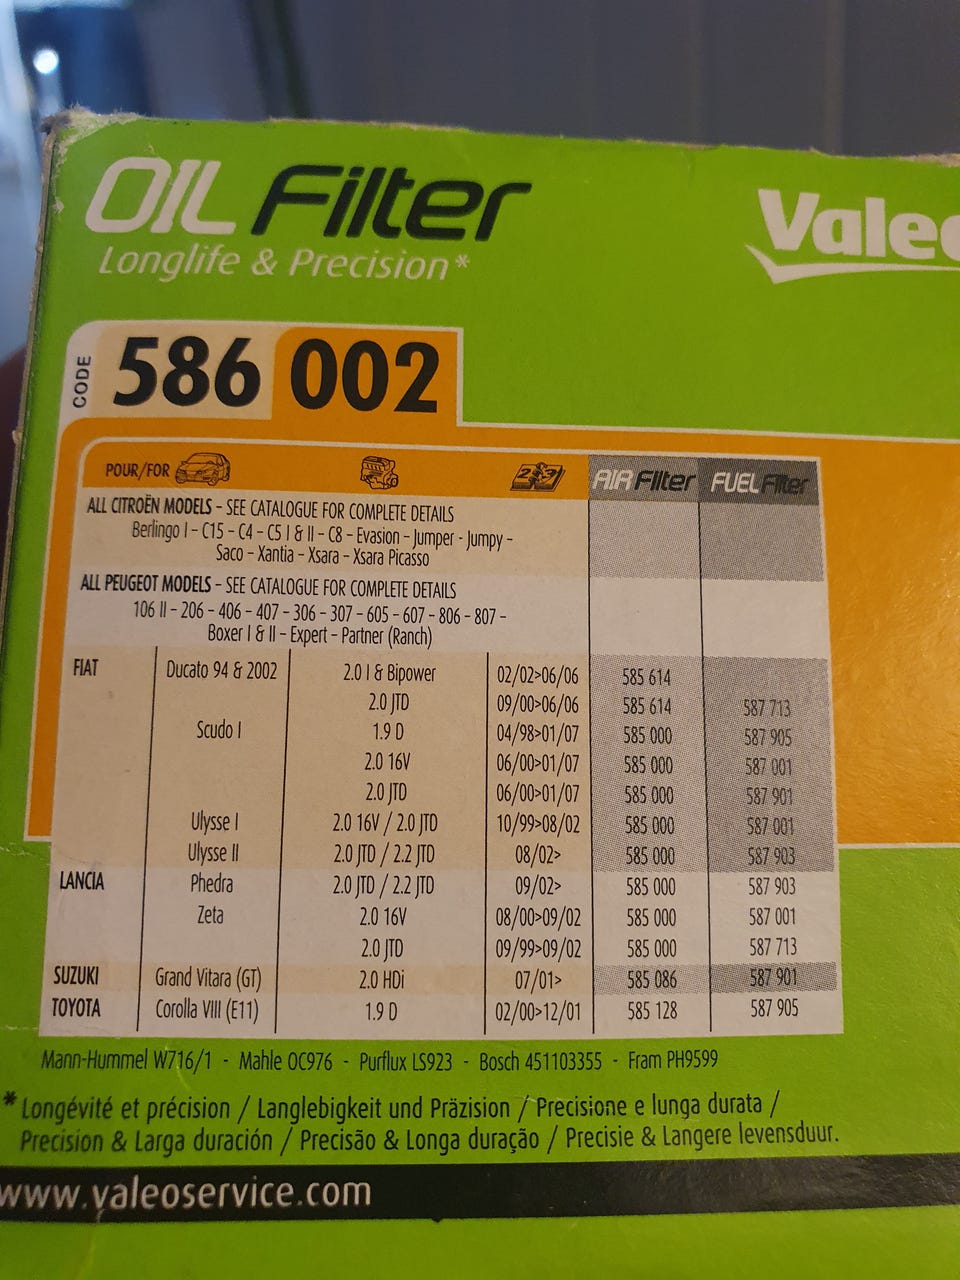 OIL Filter
Longlife & Precision*
Valeo
CODE 586 002
POUR/FOR AIR Filter FUEL Filter
ALL CITROËN MODELS – SEE CATALOGUE FOR COMPLETE DETAILS
Berlingo I – C15 – C4 – C5 I & II – C8 – Evasion – Jumper - Jumpy –
Saco – Xantia – Xsara – Xsara Picasso
ALL PEUGEOT MODELS – SEE CATALOGUE FOR COMPLETE DETAILS
106 II – 206 – 406 – 407 – 306 – 307 – 605 – 607 – 806 – 807 –
Boxer I & II – Expert – Partner (Ranch)
FIAT Ducato 94 & 2002 2.0 I & Bipower 02/02>06/06 585 614
2.0 JTD 09/00>06/06 585 614 587 713
Scudo I 1.9 D 04/98>01/07 585 000 587 905
2.0 16V 06/00>01/07 585 000 587 001
2.0 JTD 06/00>01/07 585 000 587 901
Ulysse I 2.0 16V / 2.0 JTD 10/99>08/02 585 000 587 001
Ulysse II 2.0 JTD / 2.2 JTD 08/02> 585 000 587 903
LANCIA Phedra 2.0 JTD / 2.2 JTD 09/02> 585 000 587 903
Zeta 2.0 16V 08/00>09/02 585 000 587 001
2.0 JTD 09/99>09/02 585 000 587 713
SUZUKI Grand Vitara (GT) 2.0 HDi 07/01> 585 086 587 901
TOYOTA Corolla VIII (E11) 1.9 D 02/00>12/01 585 128 587 905
Mann-Hummel W716/1 - Mahle OC976 - Purflux LS923 - Bosch 451103355 - Fram PH9599
* Longévité et précision / Langlebigkeit und Präzision / Precisione e lunga durata /
Precision & Larga duración / Precisão & Longa duração / Precisie & Langere levensduur.
www.valeoservice.com